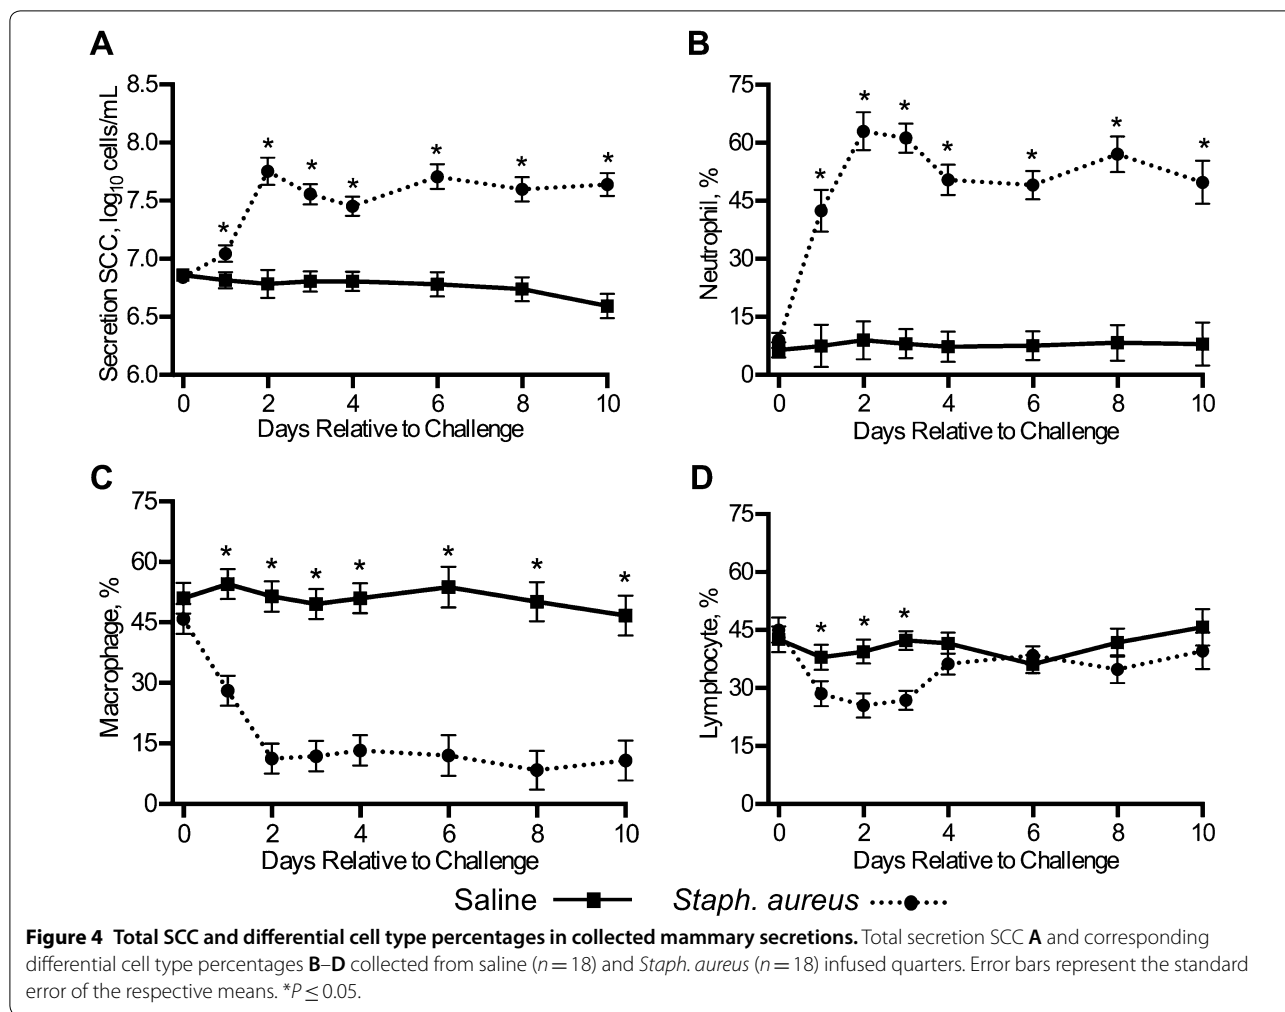 A
Secretion SCC, log10 cells/mL
8.5
8.0
7.5
7.0
6.5
6.0
* * * * * * *
0 2 4 6 8 10
Days Relative to Challenge
B
Neutrophil, %
75
60
45
30
15
0
* * * * * * *
0 2 4 6 8 10
Days Relative to Challenge
C
Macrophage, %
75
60
45
30
15
0
* * * * * * *
0 2 4 6 8 10
Days Relative to Challenge
D
Lymphocyte, %
75
60
45
30
15
0
* * *
0 2 4 6 8 10
Days Relative to Challenge
Saline Staph. aureus
Figure 4 Total SCC and differential cell type percentages in collected mammary secretions. Total secretion SCC A and corresponding
differential cell type percentages B–D collected from saline (n = 18) and Staph. aureus (n = 18) infused quarters. Error bars represent the standard
error of the respective means. *P ≤ 0.05.